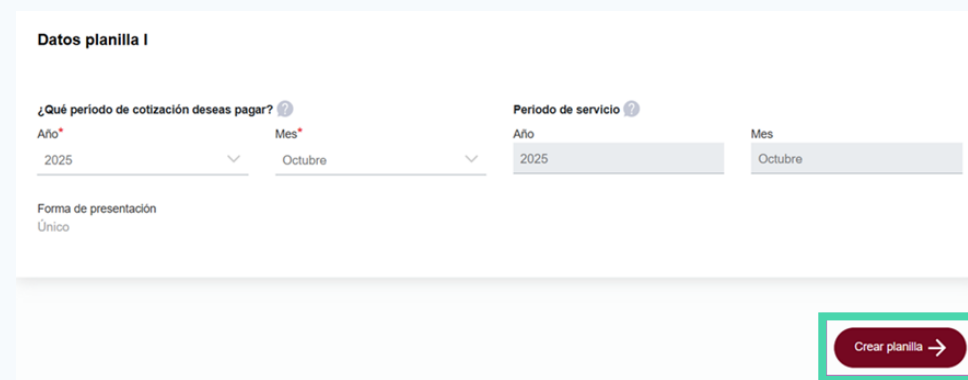 Datos planilla I
¿Qué período de cotización deseas pagar? ?
Periodo de servicio ?
Año*
Mes*
Año
Mes
2025
Octubre
2025
Octubre
Forma de presentación
Único
Crear planilla →